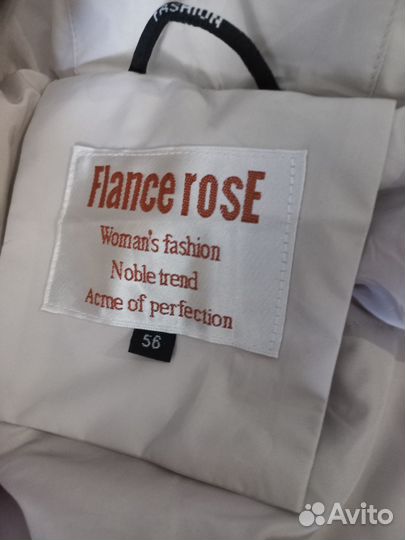 FASHION
Flance rosE
Woman's fashion
Noble trend
Acme of perfection
56
Avito